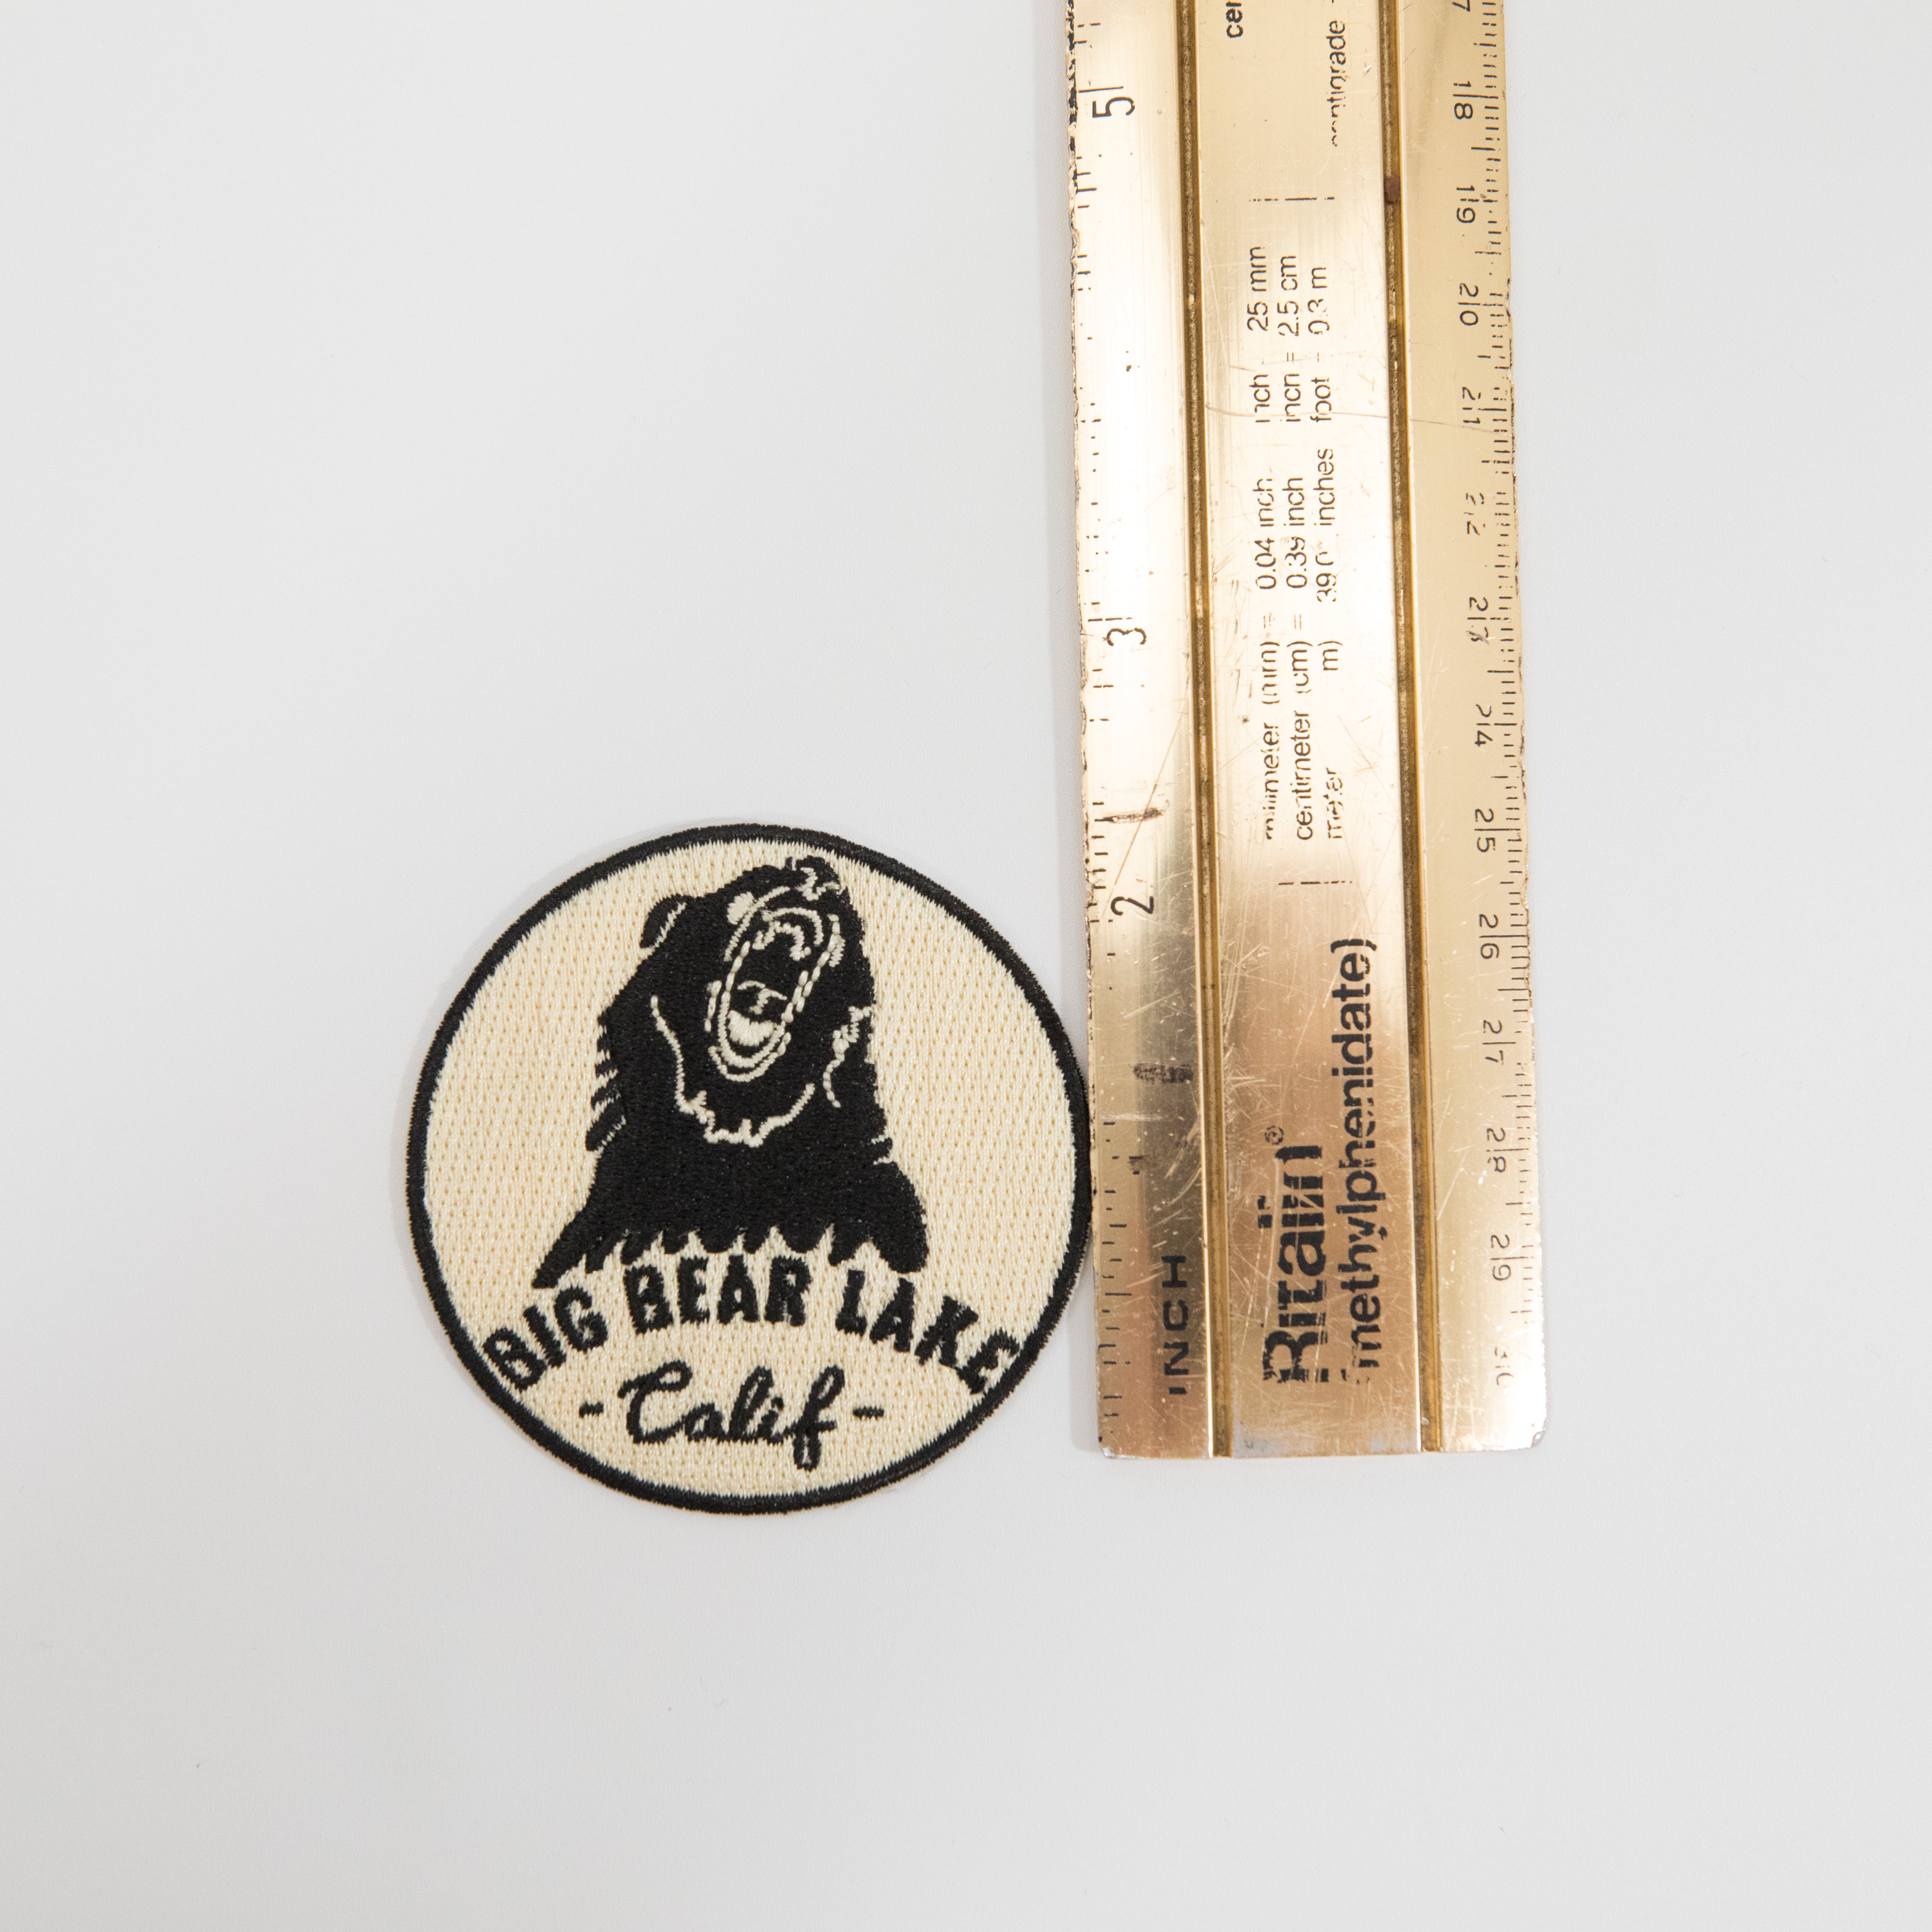 BIG BEAR LAKE
- Calif -
5
3
2
INCH
25 mm
2.5 cm
0.3 m
inch
inch =
foot
0.04 inch
0.39 inch
inches
millimeter (mm) =
centimeter (cm) =
meter m)
Ritalin®
(methylphenidate)
centigrade
18
19
20
21
22
23
24
25
26
27
28
29
30